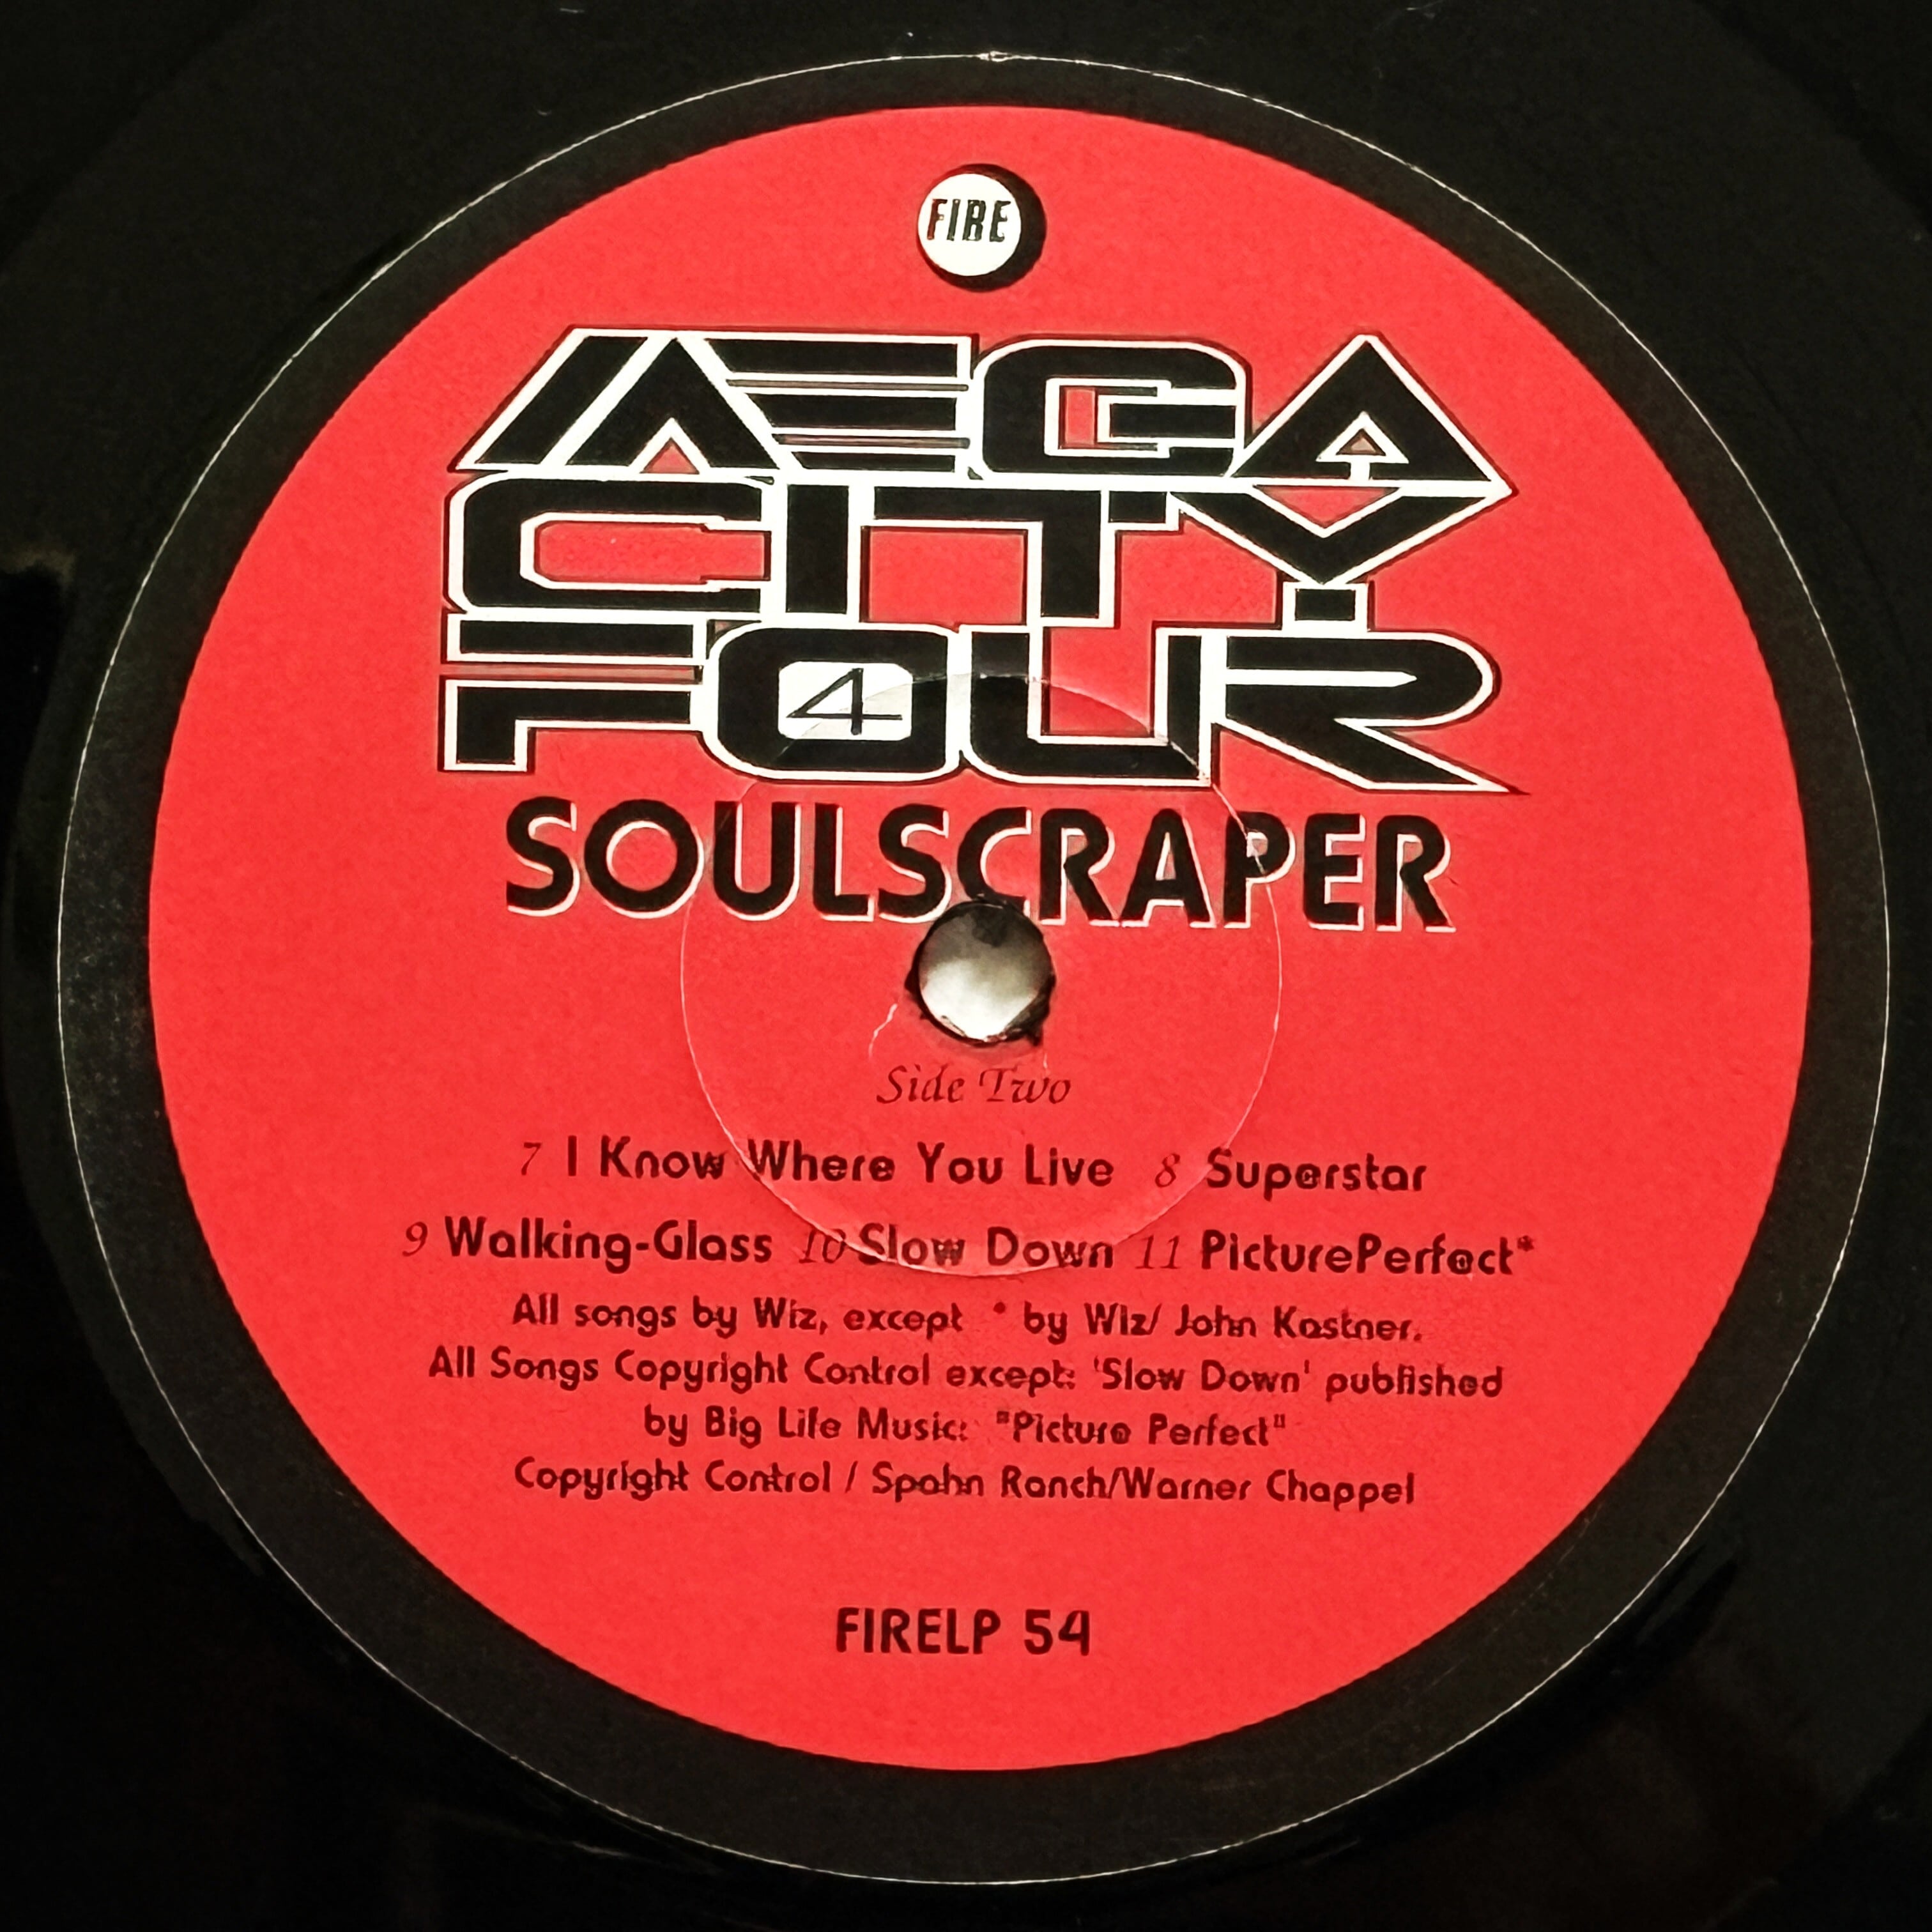 FIRE
MEGA
CITY
FOUR
4
SOULSCRAPER
Side Two
7 I Know Where You Live 8 Superstar
9 Walking-Glass 10 Slow Down 11 PicturePerfect*
All songs by Wiz, except * by Wiz/ John Kastner.
All Songs Copyright Control except: 'Slow Down' published
by Big Life Music: "Picture Perfect"
Copyright Control / Spahn Ranch/Warner Chappel
FIRELP 54